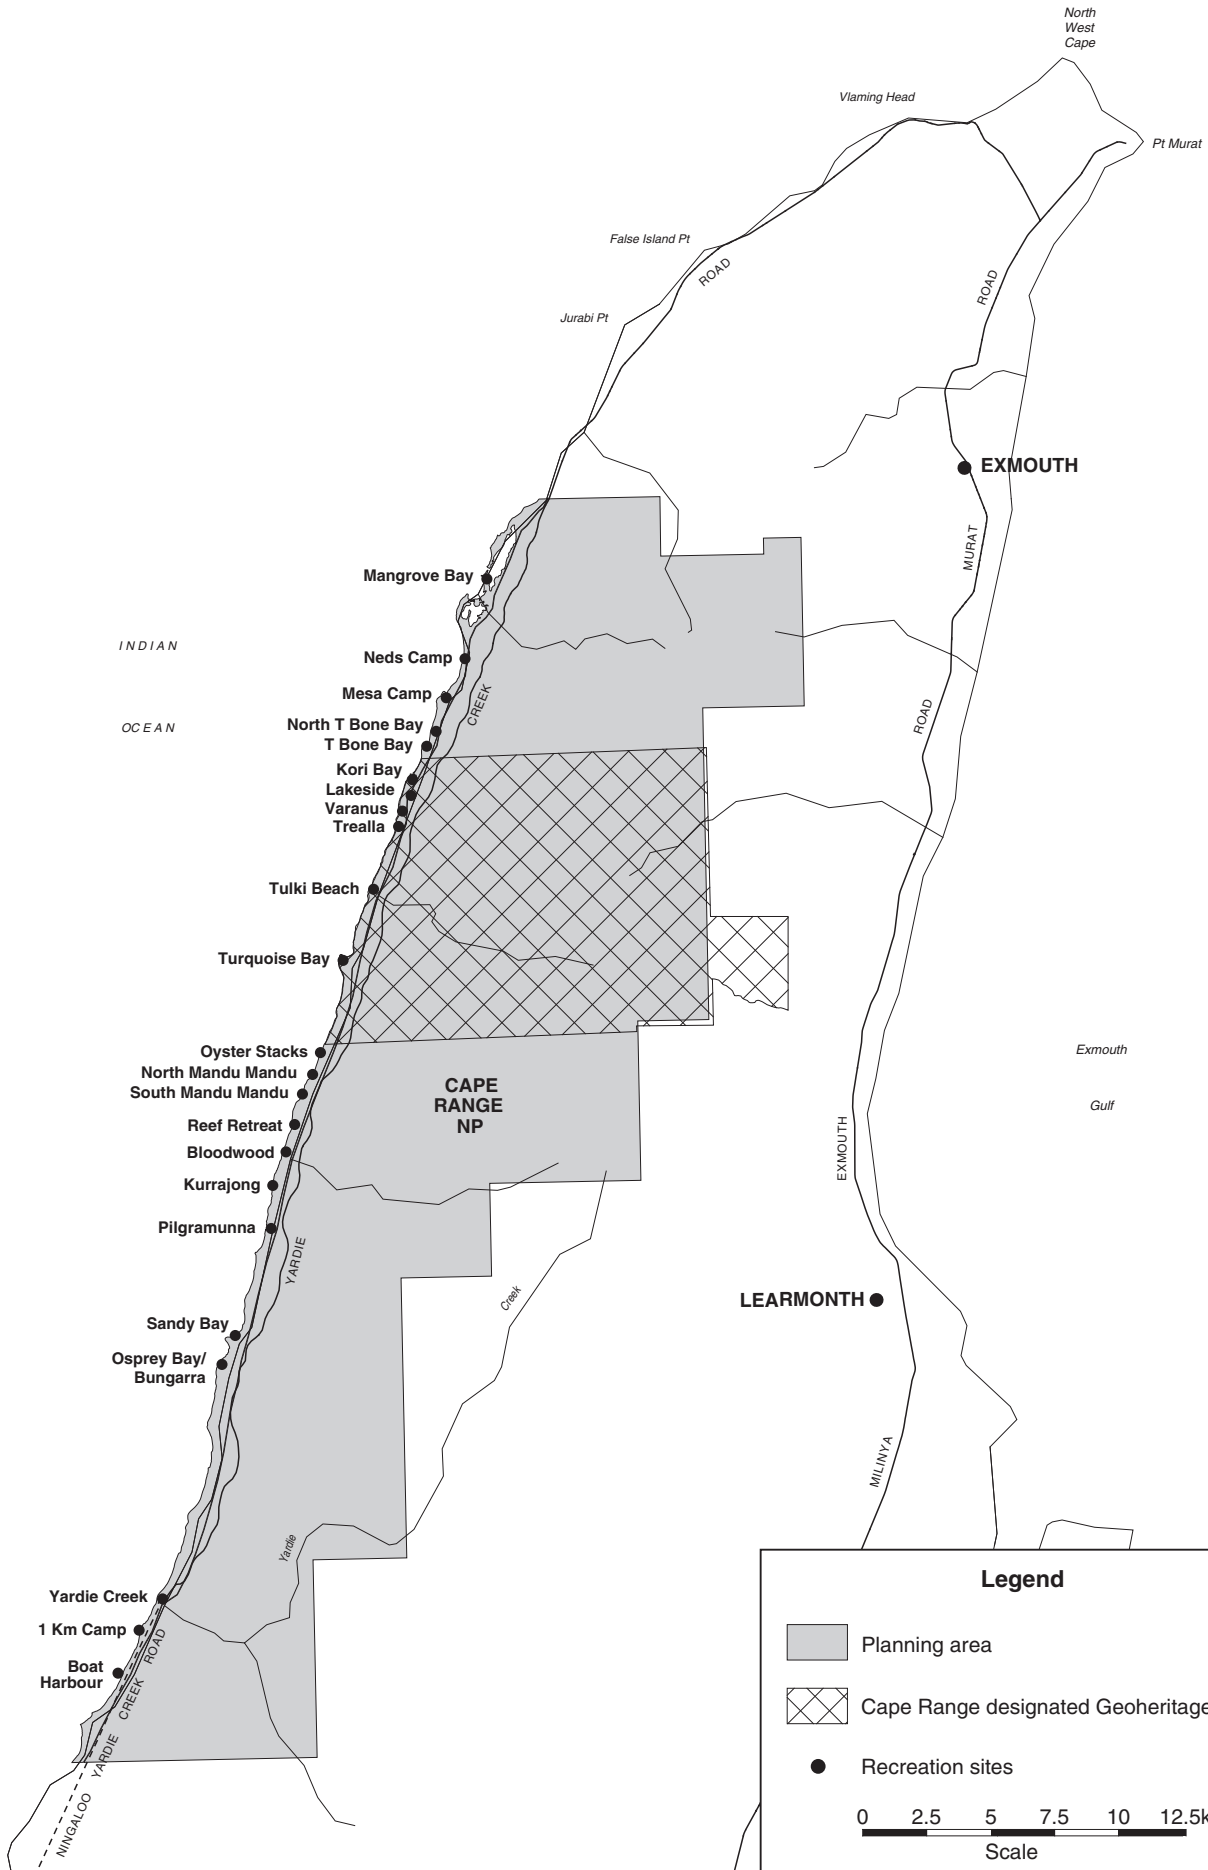 North
West
Cape
Vlaming Head
Pt Murat
False Island Pt
ROAD
ROAD
Jurabi Pt
EXMOUTH
MURAT
Mangrove Bay
INDIAN
Neds Camp
Mesa Camp
CREEK
ROAD
OCEAN
North T Bone Bay
T Bone Bay
Kori Bay
Lakeside
Varanus
Trealla
Tulki Beach
Turquoise Bay
Oyster Stacks
Exmouth
North Mandu Mandu
South Mandu Mandu
CAPE
RANGE
NP
Gulf
Reef Retreat
EXMOUTH
Bloodwood
Kurrajong
Pilgramunna
YARDIE
Creek
LEARMONTH
Sandy Bay
Osprey Bay/
Bungarra
MILINYA
Yardie
Yardie Creek
1 Km Camp
Boat
Harbour
NINGALOO YARDIE CREEK ROAD
Legend
Planning area
Cape Range designated Geoheritage
Recreation sites
0 2.5 5 7.5 10 12.5k
Scale